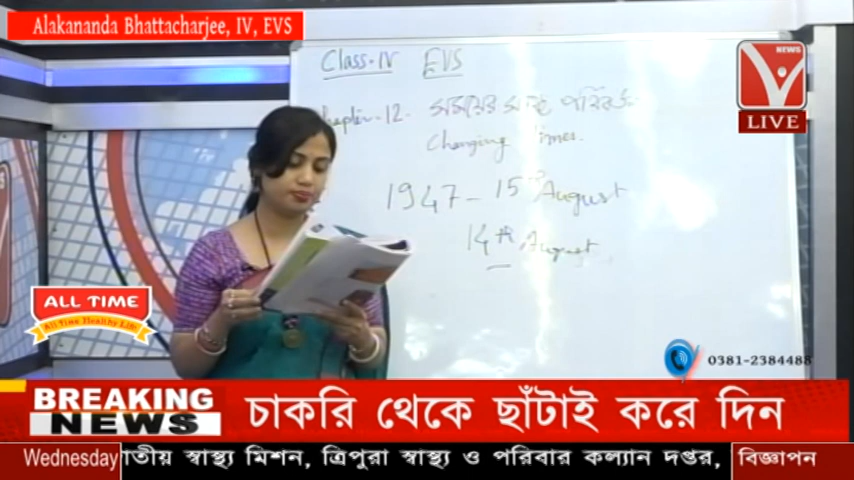 Alakananda Bhattacharjee, IV, EVS
Class-IV EVS
Chapter-12- সময়ের সাথে পরিবর্তন
Changing Times.
1947 - 15th August
14th August
NEWS
LIVE
ALL TIME
All Time Healthy Life
0381-2384488
BREAKING NEWS
চাকরি থেকে ছাঁটাই করে দিন
Wednesday
াতীয় স্বাস্থ্য মিশন, ত্রিপুরা স্বাস্থ্য ও পরিবার কল্যান দপ্তর,
বিজ্ঞাপন